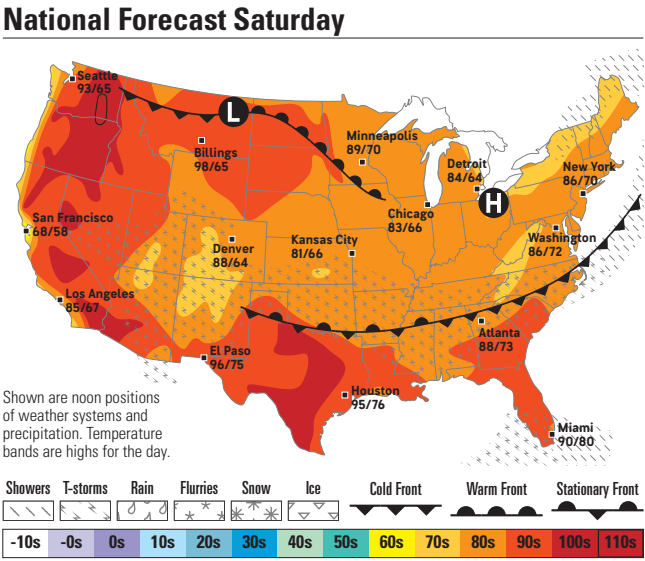 National Forecast Saturday
Seattle
93/65
L
Billings
98/65
Minneapolis
89/70
Detroit
84/64
New York
86/70
H
San Francisco
68/58
Chicago
83/66
Washington
86/72
Denver
88/64
Kansas City
81/66
Los Angeles
85/67
Atlanta
88/73
El Paso
96/75
Houston
95/76
Miami
90/80
Shown are noon positions
of weather systems and
precipitation. Temperature
bands are highs for the day.
Showers T-storms Rain Flurries Snow Ice Cold Front Warm Front Stationary Front
-10s -0s 0s 10s 20s 30s 40s 50s 60s 70s 80s 90s 100s 110s